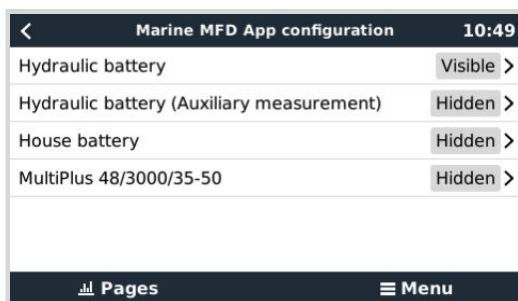 Marine MFD App configuration 10:49
Hydraulic battery Visible
Hydraulic battery (Auxiliary measurement) Hidden
House battery Hidden
MultiPlus 48/3000/35-50 Hidden
Pages Menu